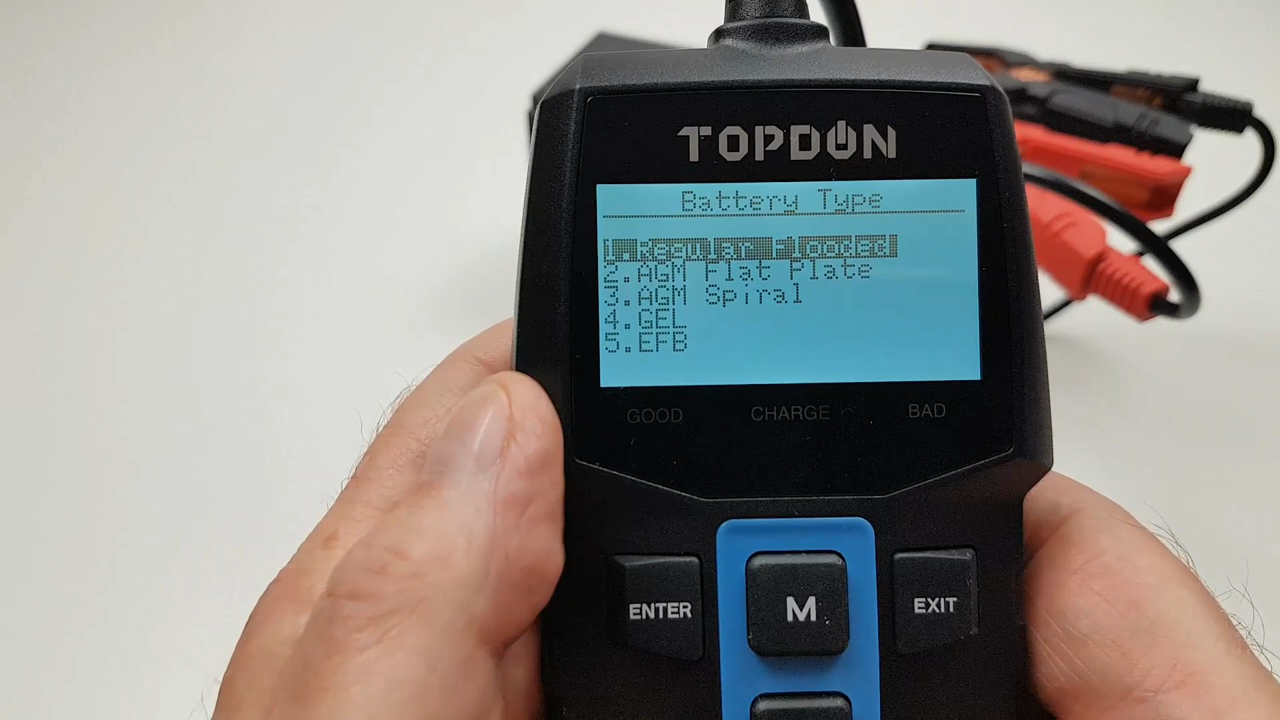 TOPDON
Battery Type
1.Regular Flooded
2.AGM Flat Plate
3.AGM Spiral
4.GEL
5.EFB
GOOD CHARGE BAD
ENTER M EXIT